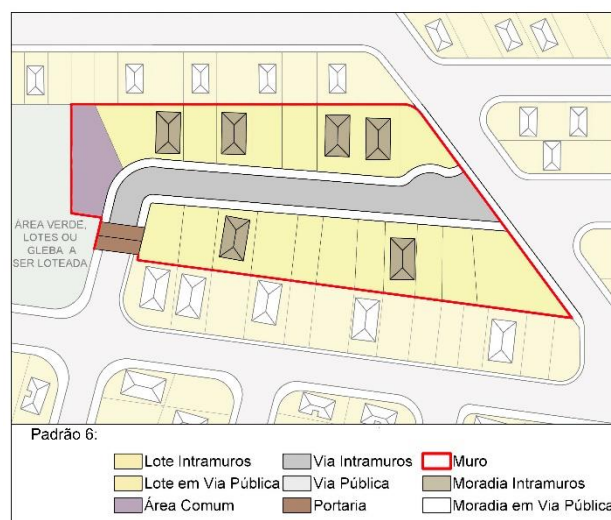 ÁREA VERDE,
LOTES OU
GLEBA A
SER LOTEADA
Padrão 6:
Lote Intramuros
Via Intramuros
Muro
Lote em Via Pública
Via Pública
Moradia Intramuros
Área Comum
Portaria
Moradia em Via Pública